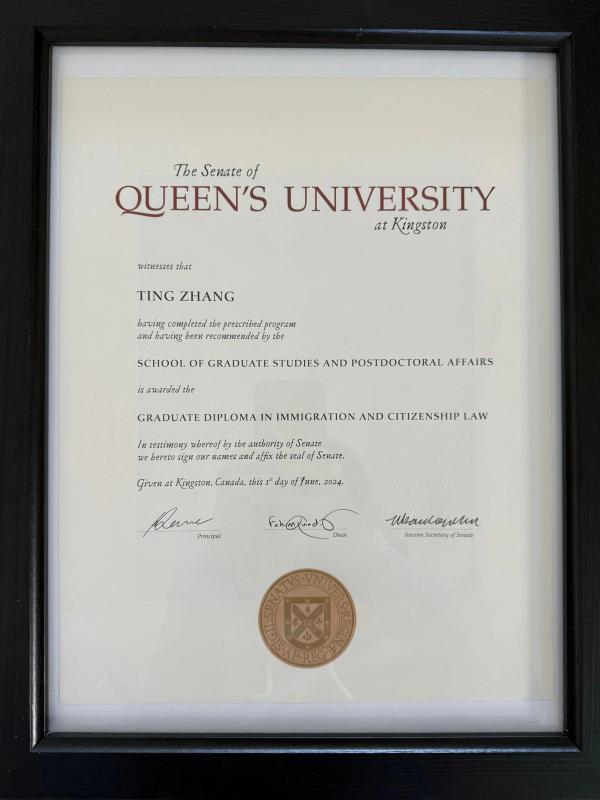 The Senate of
QUEEN'S UNIVERSITY
at Kingston
witnesses that
TING ZHANG
having completed the prescribed program
and having been recommended by the
SCHOOL OF GRADUATE STUDIES AND POSTDOCTORAL AFFAIRS
is awarded the
GRADUATE DIPLOMA IN IMMIGRATION AND CITIZENSHIP LAW
In testimony whereof by the authority of Senate
we hereto sign our names and affix the seal of Senate.
Given at Kingston, Canada, this 1st day of June, 2024.
Principal
Dean
Interim Secretary of Senate